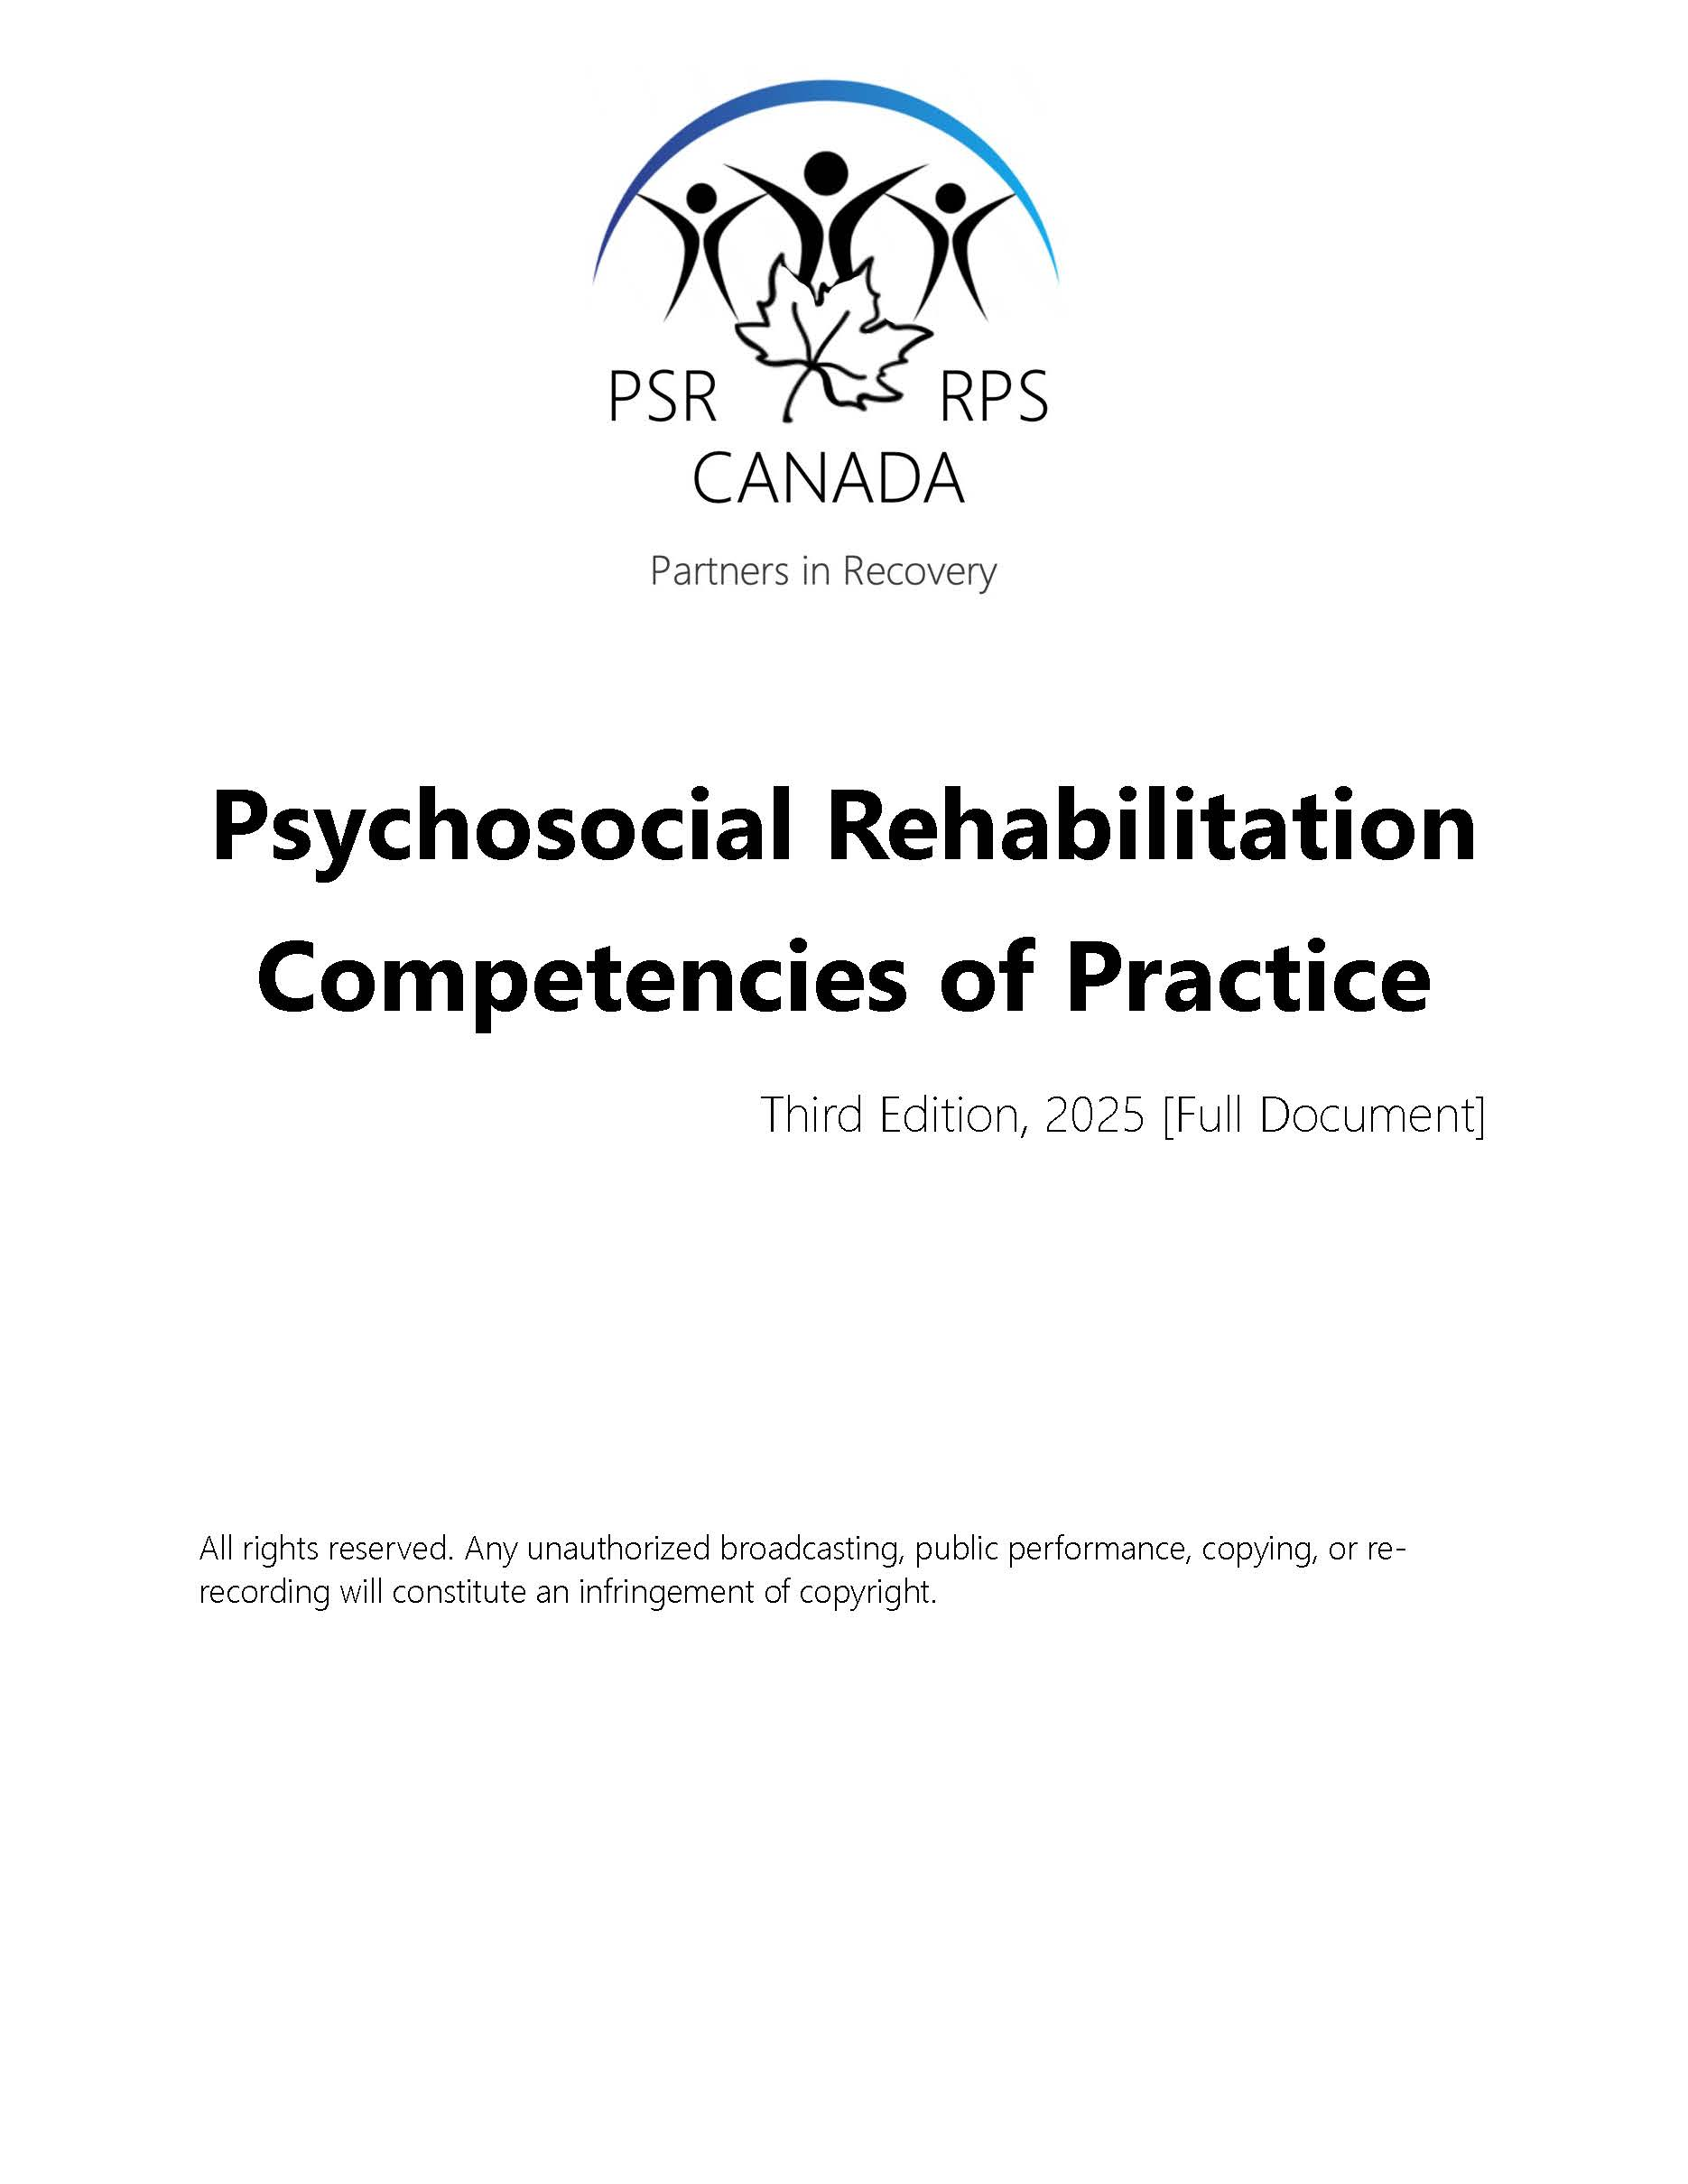 PSR RPS
CANADA
Partners in Recovery
Psychosocial Rehabilitation
Competencies of Practice
Third Edition, 2025 [Full Document]
All rights reserved. Any unauthorized broadcasting, public performance, copying, or re-
recording will constitute an infringement of copyright.